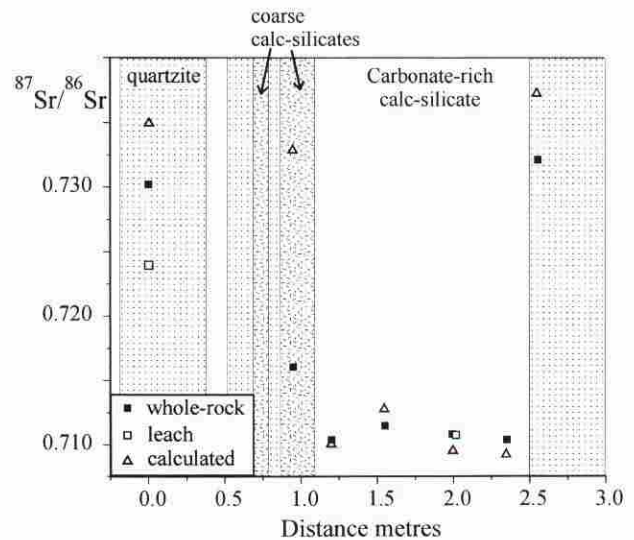 coarse
calc-silicates
87Sr/86Sr
quartzite
Carbonate-rich
calc-silicate
0.730
0.720
0.710
whole-rock
leach
calculated
0.0 0.5 1.0 1.5 2.0 2.5 3.0
Distance metres